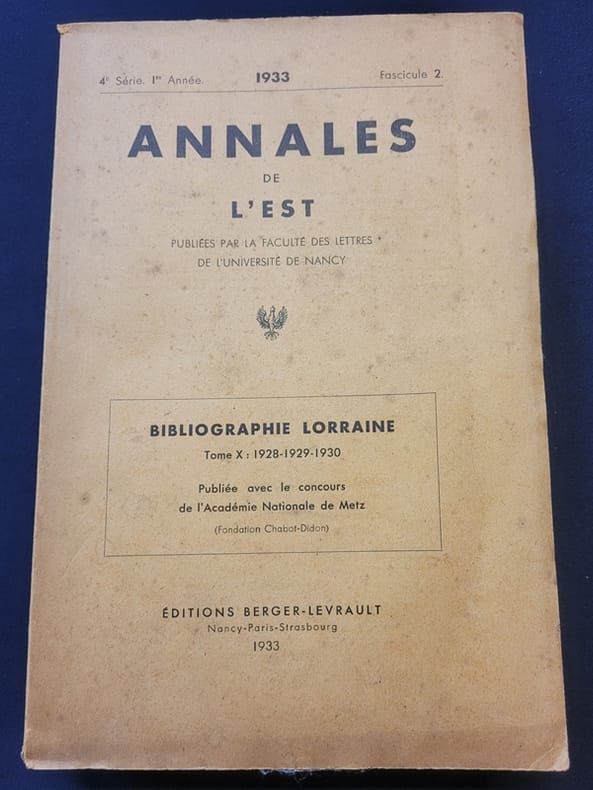 4e Série. 1re Année.
1933
Fascicule 2.
ANNALES
DE
L'EST
PUBLIÉES PAR LA FACULTÉ DES LETTRES
DE L'UNIVERSITÉ DE NANCY
BIBLIOGRAPHIE LORRAINE
Tome X : 1928-1929-1930
Publiée avec le concours
de l'Académie Nationale de Metz
(Fondation Chabot-Didon)
ÉDITIONS BERGER-LEVRAULT
Nancy-Paris-Strasbourg
1933